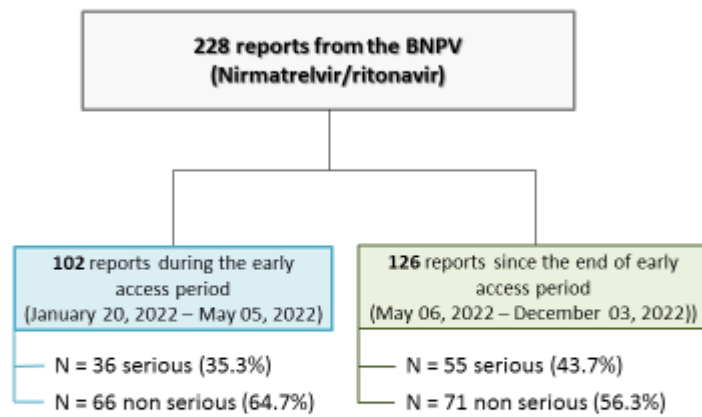 228 reports from the BNPV
(Nirmatrelvir/ritonavir)
102 reports during the early
access period
(January 20, 2022 – May 05, 2022)
N = 36 serious (35.3%)
N = 66 non serious (64.7%)
126 reports since the end of early
access period
(May 06, 2022 – December 03, 2022))
N = 55 serious (43.7%)
N = 71 non serious (56.3%)